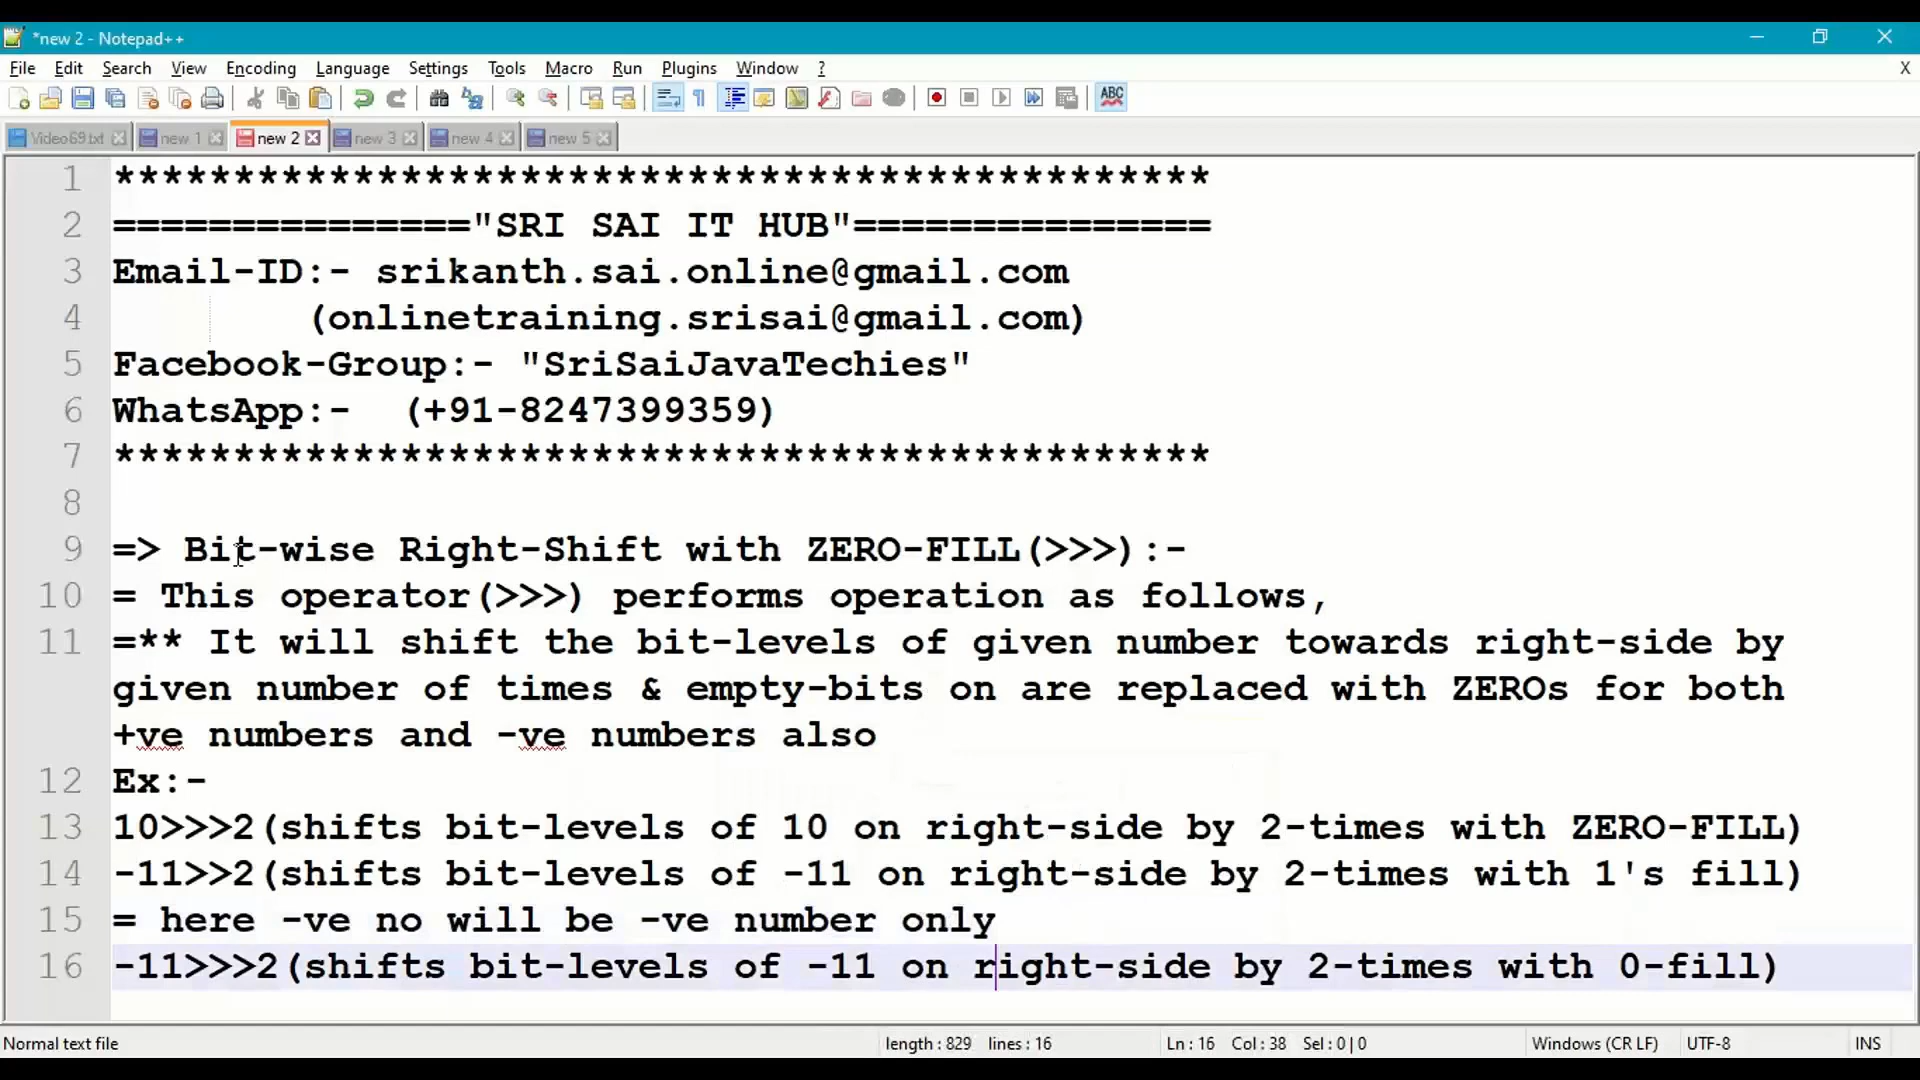 *new 2 - Notepad++
File Edit Search View Encoding Language Settings Tools Macro Run Plugins Window ? X
ABC
Video69.txt new 1 new 2 new 3 new 4 new 5
1 **********************************************
2 ==============="SRI SAI IT HUB"===============
3 Email-ID:- srikanth.sai.online@gmail.com
4 (onlinetraining.srisai@gmail.com)
5 Facebook-Group:- "SriSaiJavaTechies"
6 WhatsApp:- (+91-8247399359)
7 **********************************************
8
9 => Bit-wise Right-Shift with ZERO-FILL(>>>):-
10 = This operator(>>>) performs operation as follows,
11 =** It will shift the bit-levels of given number towards right-side by
given number of times & empty-bits on are replaced with ZEROs for both
+ve numbers and -ve numbers also
12 Ex:-
13 10>>>2(shifts bit-levels of 10 on right-side by 2-times with ZERO-FILL)
14 -11>>2(shifts bit-levels of -11 on right-side by 2-times with 1's fill)
15 = here -ve no will be -ve number only
16 -11>>>2(shifts bit-levels of -11 on right-side by 2-times with 0-fill)
Normal text file length : 829 lines : 16 Ln : 16 Col : 38 Sel : 0 | 0 Windows (CR LF) UTF-8 INS